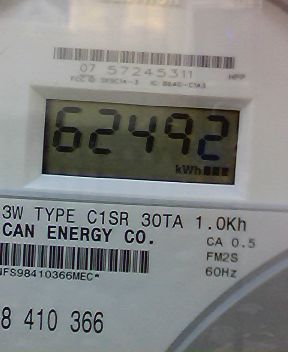 07 57245311
62492
kWh
3W TYPE C1SR 30TA 1.0Kh
CAN ENERGY CO.
CA 0.5
FM2S
60Hz
NFS98410366MEC*
8 410 366